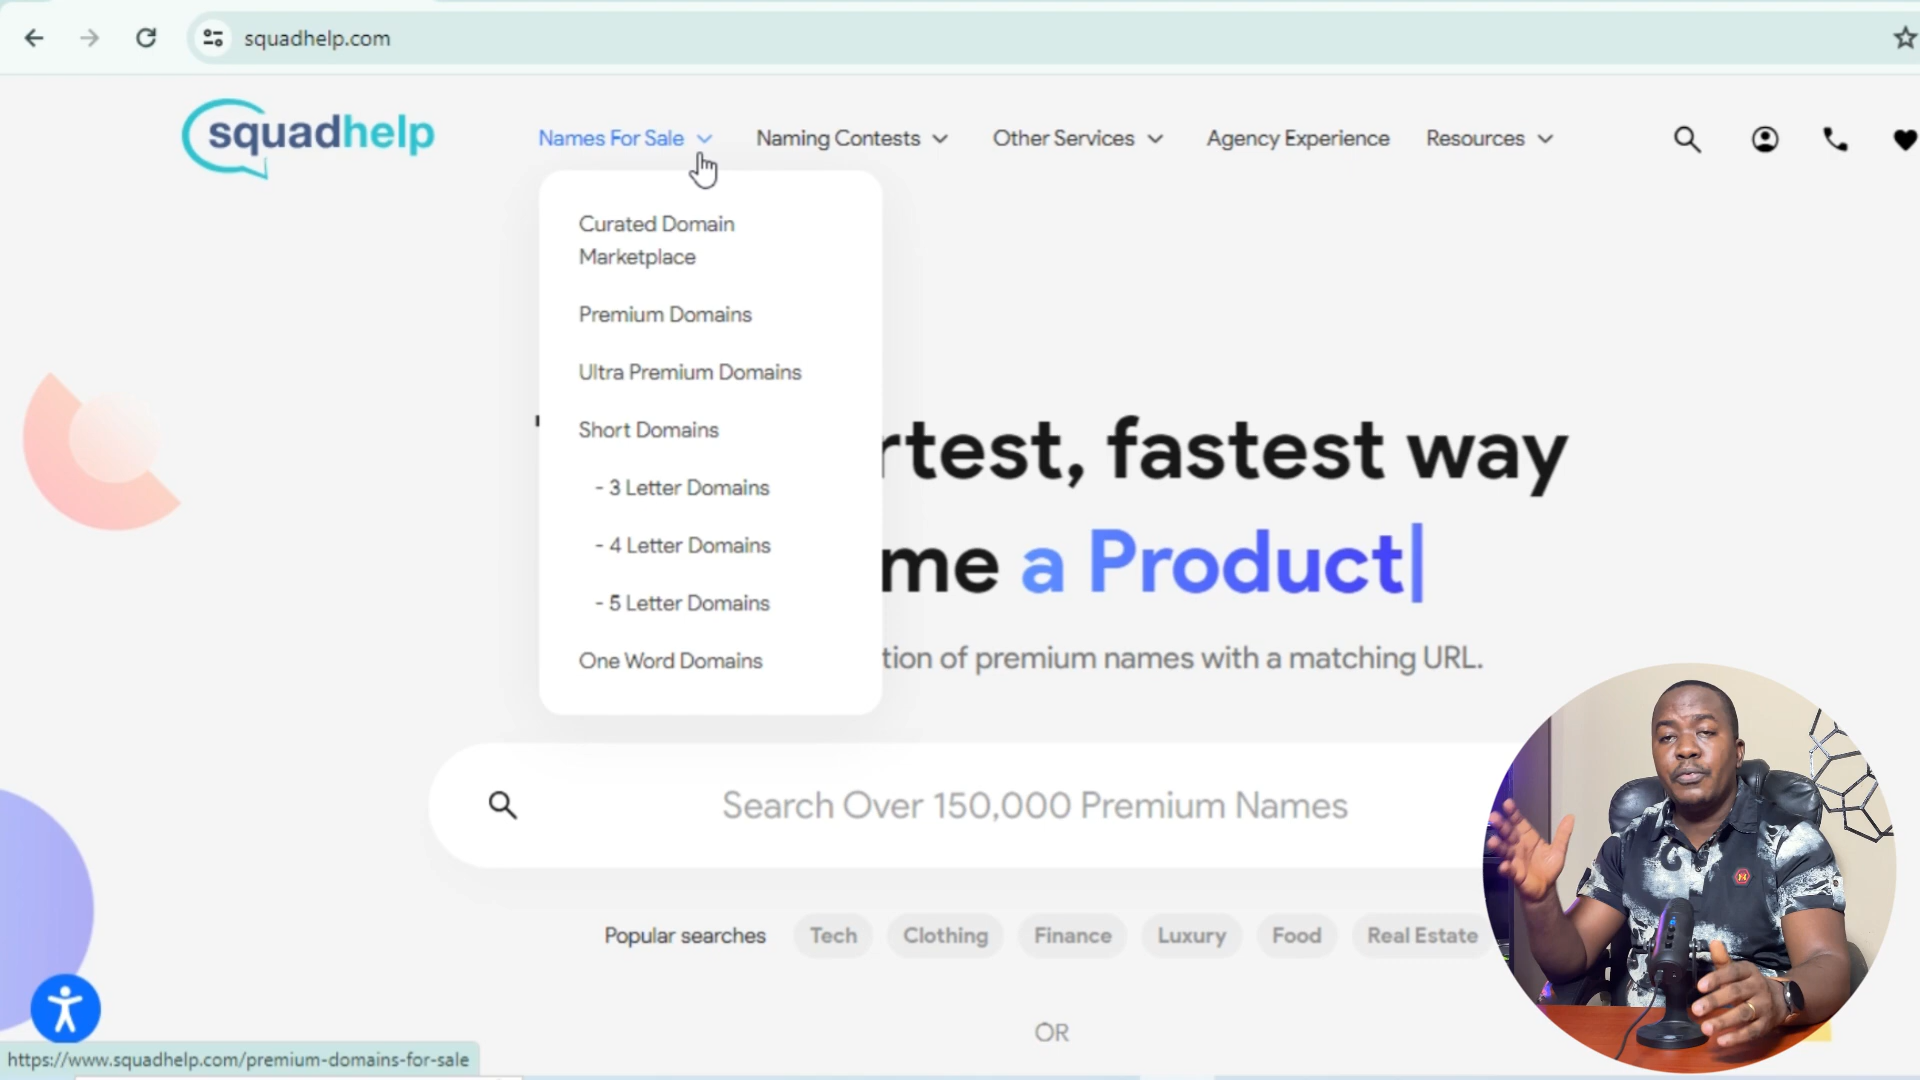 squadhelp.com
squadhelp
Names For Sale
Naming Contests
Other Services
Agency Experience
Resources
Curated Domain
Marketplace
Premium Domains
Ultra Premium Domains
Short Domains
- 3 Letter Domains
- 4 Letter Domains
- 5 Letter Domains
One Word Domains
rtest, fastest way
me a Product
tion of premium names with a matching URL.
Search Over 150,000 Premium Names
Popular searches
Tech
Clothing
Finance
Luxury
Food
Real Estate
OR
https://www.squadhelp.com/premium-domains-for-sale